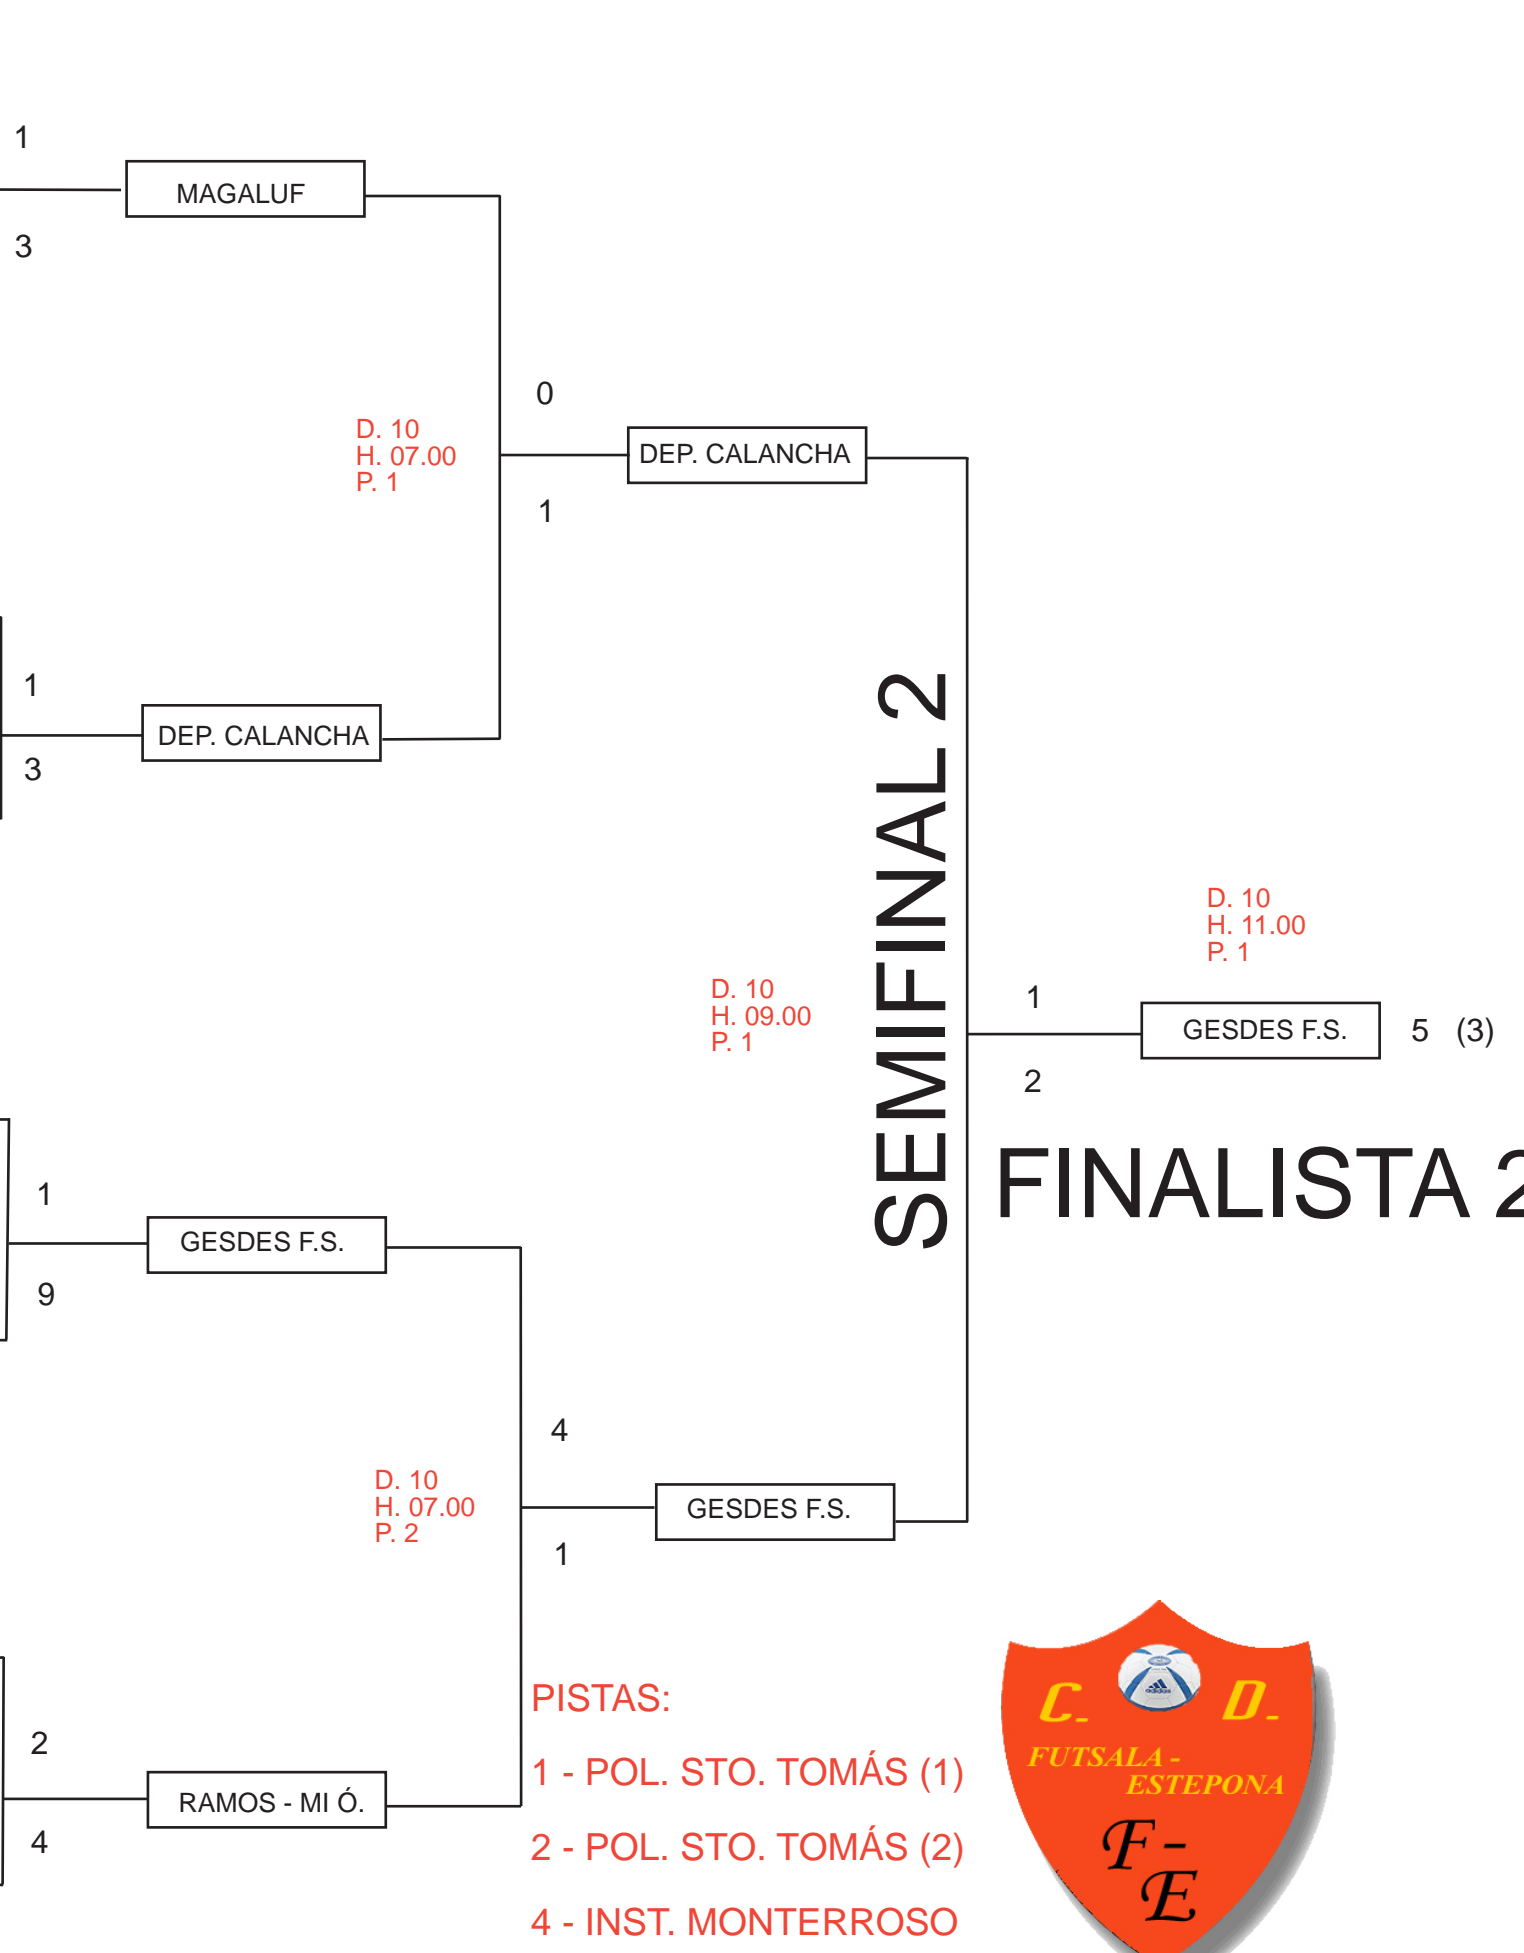 1
MAGALUF
3
0
D. 10
H. 07.00
P. 1
DEP. CALANCHA
1
1
DEP. CALANCHA
3
SEMIFINAL 2
D. 10
H. 11.00
P. 1
D. 10
H. 09.00
P. 1
1
GESDES F.S. 5 (3)
2
FINALISTA 2
1
GESDES F.S.
9
4
D. 10
H. 07.00
P. 2
GESDES F.S.
1
2
RAMOS - MI Ó.
4
PISTAS:
1 - POL. STO. TOMÁS (1)
2 - POL. STO. TOMÁS (2)
4 - INST. MONTERROSO
C. D.
adidas
FUTSALA -
ESTEPONA
F -
E